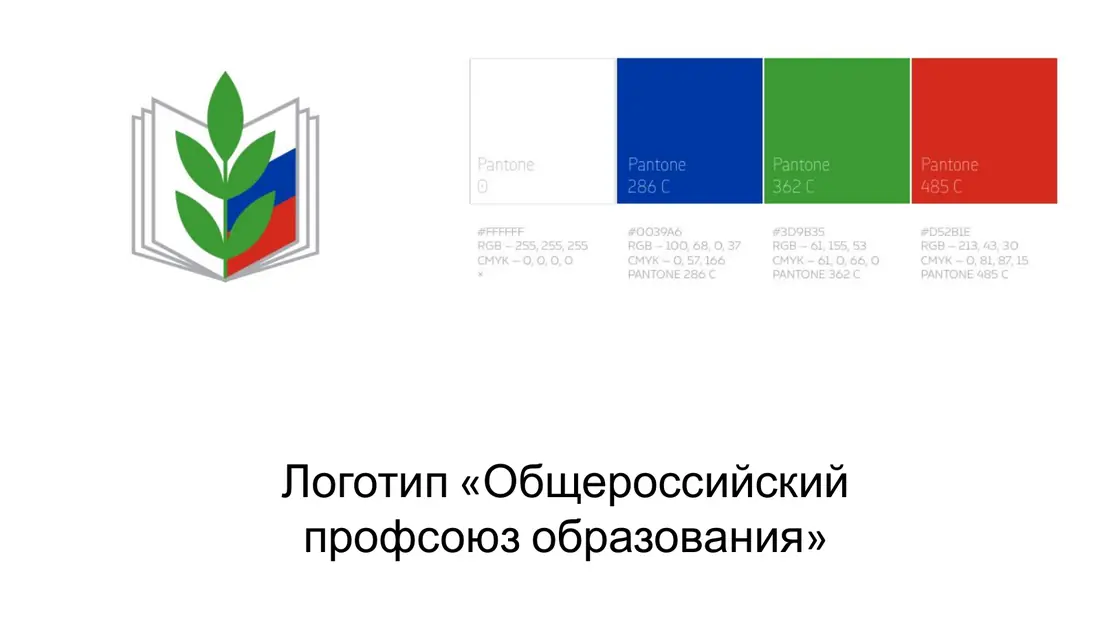 Pantone
0
Pantone
286 C
Pantone
362 C
Pantone
485 C
#FFFFFF
RGB – 255, 255, 255
CMYK – 0, 0, 0, 0
×
#0039A6
RGB – 100, 68, 0, 37
CMYK – 0, 57, 166
PANTONE 286 C
#3D9B35
RGB – 61, 155, 53
CMYK – 61, 0, 66, 0
PANTONE 362 C
#D52B1E
RGB – 213, 43, 30
CMYK – 0, 81, 87, 15
PANTONE 485 C
Логотип «Общероссийский
профсоюз образования»